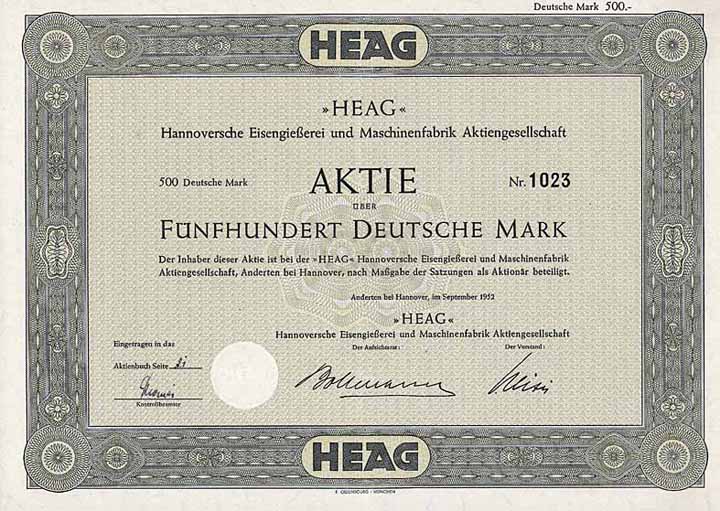 Deutsche Mark 500.-
HEAG
»HEAG«
Hannoversche Eisengießerei und Maschinenfabrik Aktiengesellschaft
500 Deutsche Mark AKTIE Nr. 1023
ÜBER
FÜNFHUNDERT DEUTSCHE MARK
Der Inhaber dieser Aktie ist bei der »HEAG« Hannoversche Eisengießerei und Maschinenfabrik
Aktiengesellschaft, Anderten bei Hannover, nach Maßgabe der Satzungen als Aktionär beteiligt.
Anderten bei Hannover, im September 1952
»HEAG«
Hannoversche Eisengießerei und Maschinenfabrik Aktiengesellschaft
Der Aufsichtsrat: Der Vorstand:
Eingetragen in das
Aktienbuch Seite
Bollmann
Kontrollbeamter
HEAG